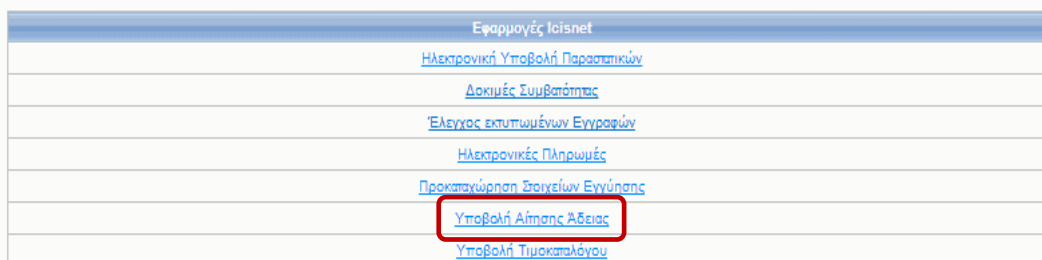 Εφαρμογές Icisnet
Ηλεκτρονική Υποβολή Παραστατικών
Δοκιμές Συμβατότητας
Έλεγχος εκτυπωμένων Εγγραφών
Ηλεκτρονικές Πληρωμές
Προκαταχώρηση Στοιχείων Εγγύησης
Υποβολή Αίτησης Άδειας
Υποβολή Τιμοκαταλόγου